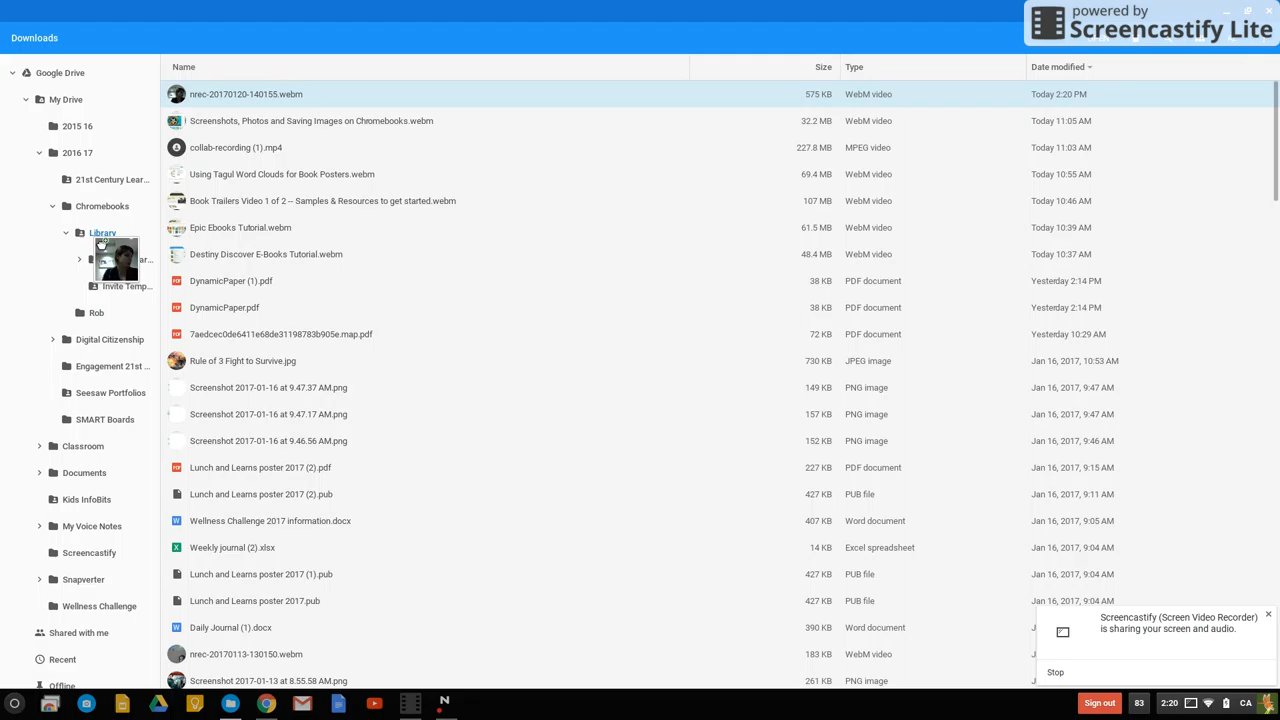 powered by
Screencastify Lite
Downloads
Google Drive
My Drive
2015 16
2016 17
21st Century Lear...
Chromebooks
Library
ar...
Invite Temp...
Rob
Digital Citizenship
Engagement 21st ...
Seesaw Portfolios
SMART Boards
Classroom
Documents
Kids InfoBits
My Voice Notes
Screencastify
Snapverter
Wellness Challenge
Shared with me
Recent
Offline
Name Size Type Date modified
nrec-20170120-140155.webm 575 KB WebM video Today 2:20 PM
Screenshots, Photos and Saving Images on Chromebooks.webm 32.2 MB WebM video Today 11:05 AM
collab-recording (1).mp4 227.8 MB MPEG video Today 11:03 AM
Using Tagul Word Clouds for Book Posters.webm 69.4 MB WebM video Today 10:55 AM
Book Trailers Video 1 of 2 -- Samples & Resources to get started.webm 107 MB WebM video Today 10:46 AM
Epic Ebooks Tutorial.webm 61.5 MB WebM video Today 10:39 AM
Destiny Discover E-Books Tutorial.webm 48.4 MB WebM video Today 10:37 AM
DynamicPaper (1).pdf 38 KB PDF document Yesterday 2:14 PM
DynamicPaper.pdf 38 KB PDF document Yesterday 2:14 PM
7aedcec0de6411e68de31198783b905e.map.pdf 72 KB PDF document Yesterday 10:29 AM
Rule of 3 Fight to Survive.jpg 730 KB JPEG image Jan 16, 2017, 10:53 AM
Screenshot 2017-01-16 at 9.47.37 AM.png 149 KB PNG image Jan 16, 2017, 9:47 AM
Screenshot 2017-01-16 at 9.47.17 AM.png 157 KB PNG image Jan 16, 2017, 9:47 AM
Screenshot 2017-01-16 at 9.46.56 AM.png 152 KB PNG image Jan 16, 2017, 9:46 AM
Lunch and Learns poster 2017 (2).pdf 227 KB PDF document Jan 16, 2017, 9:15 AM
Lunch and Learns poster 2017 (2).pub 427 KB PUB file Jan 16, 2017, 9:11 AM
Wellness Challenge 2017 information.docx 407 KB Word document Jan 16, 2017, 9:05 AM
Weekly journal (2).xlsx 14 KB Excel spreadsheet Jan 16, 2017, 9:04 AM
Lunch and Learns poster 2017 (1).pub 427 KB PUB file Jan 16, 2017, 9:04 AM
Lunch and Learns poster 2017.pub 427 KB PUB file Jan 16, 2017, 9:04 AM
Daily Journal (1).docx 390 KB Word document
nrec-20170113-130150.webm 183 KB WebM video
Screenshot 2017-01-13 at 8.55.58 AM.png 261 KB PNG image
Screencastify (Screen Video Recorder)
is sharing your screen and audio.
Stop
Sign out 83 2:20 CA